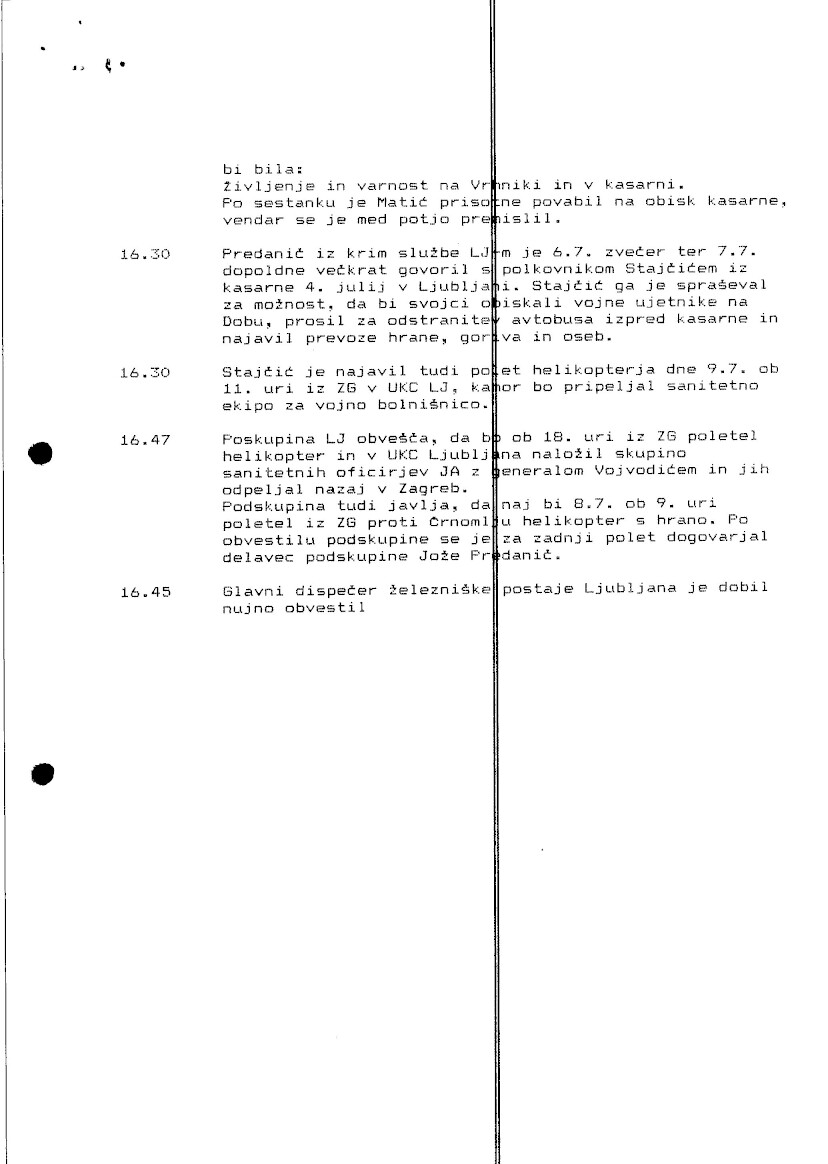 bi bila:
Življenje in varnost na Vrhniki in v kasarni.
Po sestanku je Matić prisotne povabil na obisk kasarne,
vendar se je med potjo premislil.
16.30 Predanič iz krim službe LJ-m je 6.7. zvečer ter 7.7.
dopoldne večkrat govoril s polkovnikom Stajčićem iz
kasarne 4. julij v Ljubljani. Stajčić ga je spraševal
za možnost, da bi svojci obiskali vojne ujetnike na
Dobu, prosil za odstranitev avtobusa izpred kasarne in
najavil prevoze hrane, goriva in oseb.
16.30 Stajčić je najavil tudi polet helikopterja dne 9.7. ob
11. uri iz ZG v UKC LJ, kamor bo pripeljal sanitetno
ekipo za vojno bolnišnico.
16.47 Poskupina LJ obvešča, da bo ob 18. uri iz ZG poletel
helikopter in v UKC Ljubljana naložil skupino
sanitetnih oficirjev JA z generalom Vojvodićem in jih
odpeljal nazaj v Zagreb.
Podskupina tudi javlja, da naj bi 8.7. ob 9. uri
poletel iz ZG proti Črnomlju helikopter s hrano. Po
obvestilu podskupine se je za zadnji polet dogovarjal
delavec podskupine Jože Predanič.
16.45 Glavni dispečer železniške postaje Ljubljana je dobil
nujno obvestil